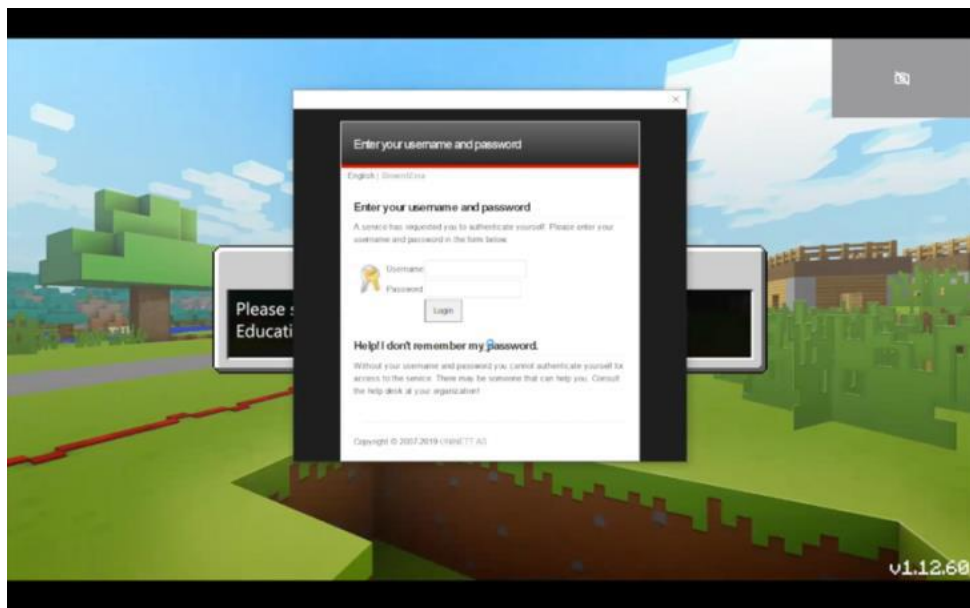 Enter your username and password
English |
Enter your username and password
A service has requested you to authenticate yourself. Please enter your
username and password in the form below.
Username
Password
Login
Please s
Educati
Help! I don't remember my password.
Without your username and password you cannot authenticate yourself for
access to the service. There may be someone that can help you. Consult
the help desk at your organization!
Copyright © 2007-2019 UNINETT AS
v1.12.60